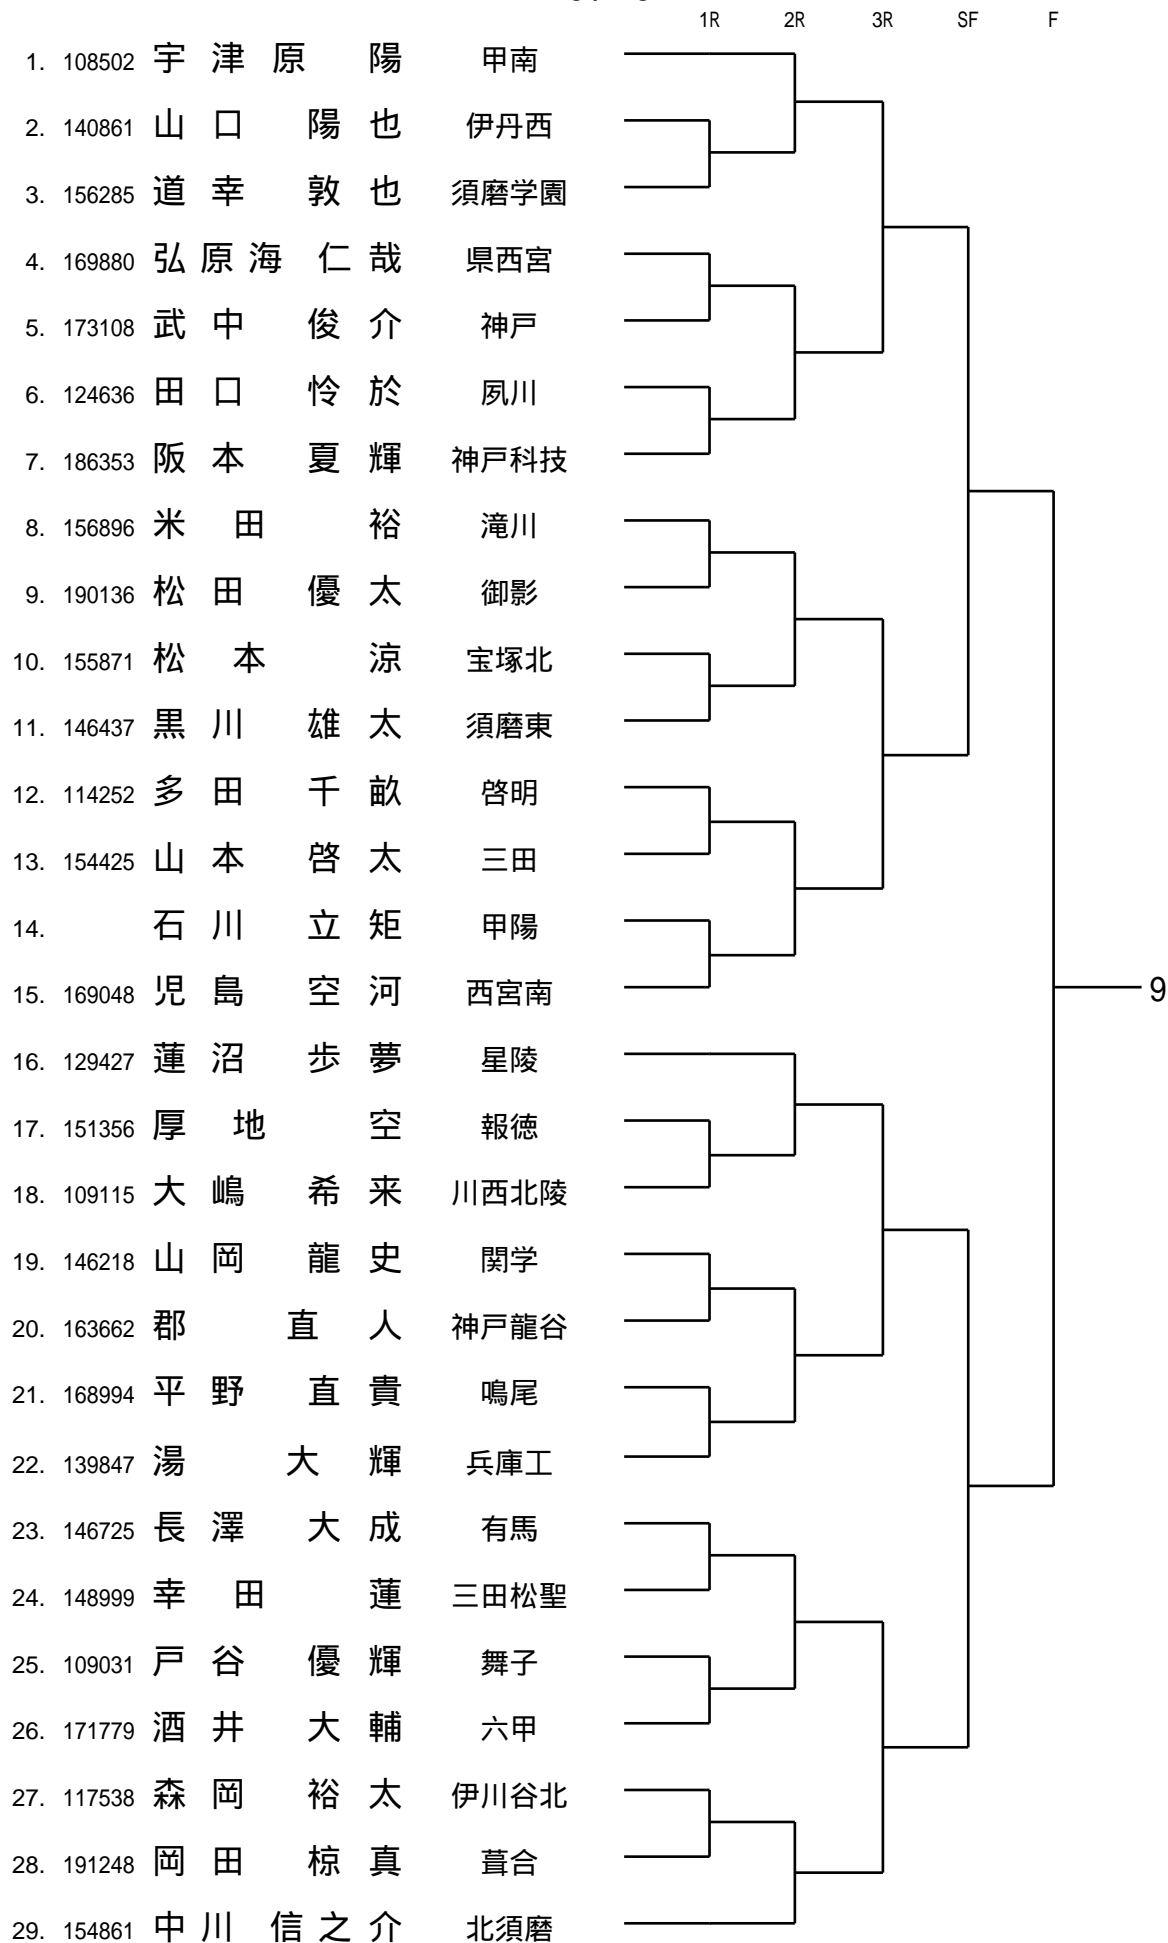 1R 2R 3R SF F
1. 108502 宇津原 陽 甲南
2. 140861 山口 陽也 伊丹西
3. 156285 道幸 敦也 須磨学園
4. 169880 弘原海 仁哉 県西宮
5. 173108 武中 俊介 神戸
6. 124636 田口 怜於 夙川
7. 186353 阪本 夏輝 神戸科技
8. 156896 米田 裕 滝川
9. 190136 松田 優太 御影
10. 155871 松本 涼 宝塚北
11. 146437 黒川 雄太 須磨東
12. 114252 多田 千畝 啓明
13. 154425 山本 啓太 三田
14. 石川 立矩 甲陽
15. 169048 児島 空河 西宮南
9
16. 129427 蓮沼 歩夢 星陵
17. 151356 厚地 空 報徳
18. 109115 大嶋 希来 川西北陵
19. 146218 山岡 龍史 関学
20. 163662 郡 直人 神戸龍谷
21. 168994 平野 直貴 鳴尾
22. 139847 湯 大輝 兵庫工
23. 146725 長澤 大成 有馬
24. 148999 幸田 蓮 三田松聖
25. 109031 戸谷 優輝 舞子
26. 171779 酒井 大輔 六甲
27. 117538 森岡 裕太 伊川谷北
28. 191248 岡田 椋真 葺合
29. 154861 中川 信之介 北須磨